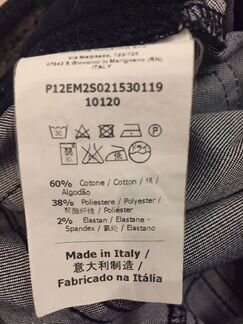 Via Malpasso, 723/725
47842 S Giovanni in Marignano (RN)
ITALY
P12EM2S021530119
10120
30
P
30
60% Cotone / Cotton / 棉 /
Algodão
38% Poliestere / Polyester /
聚酯纤维 / Poliéster
2% Elastan / Elastane -
Spandex / 氨纶 / Elastano
Made in Italy /
意大利制造 /
Fabricado na Itália